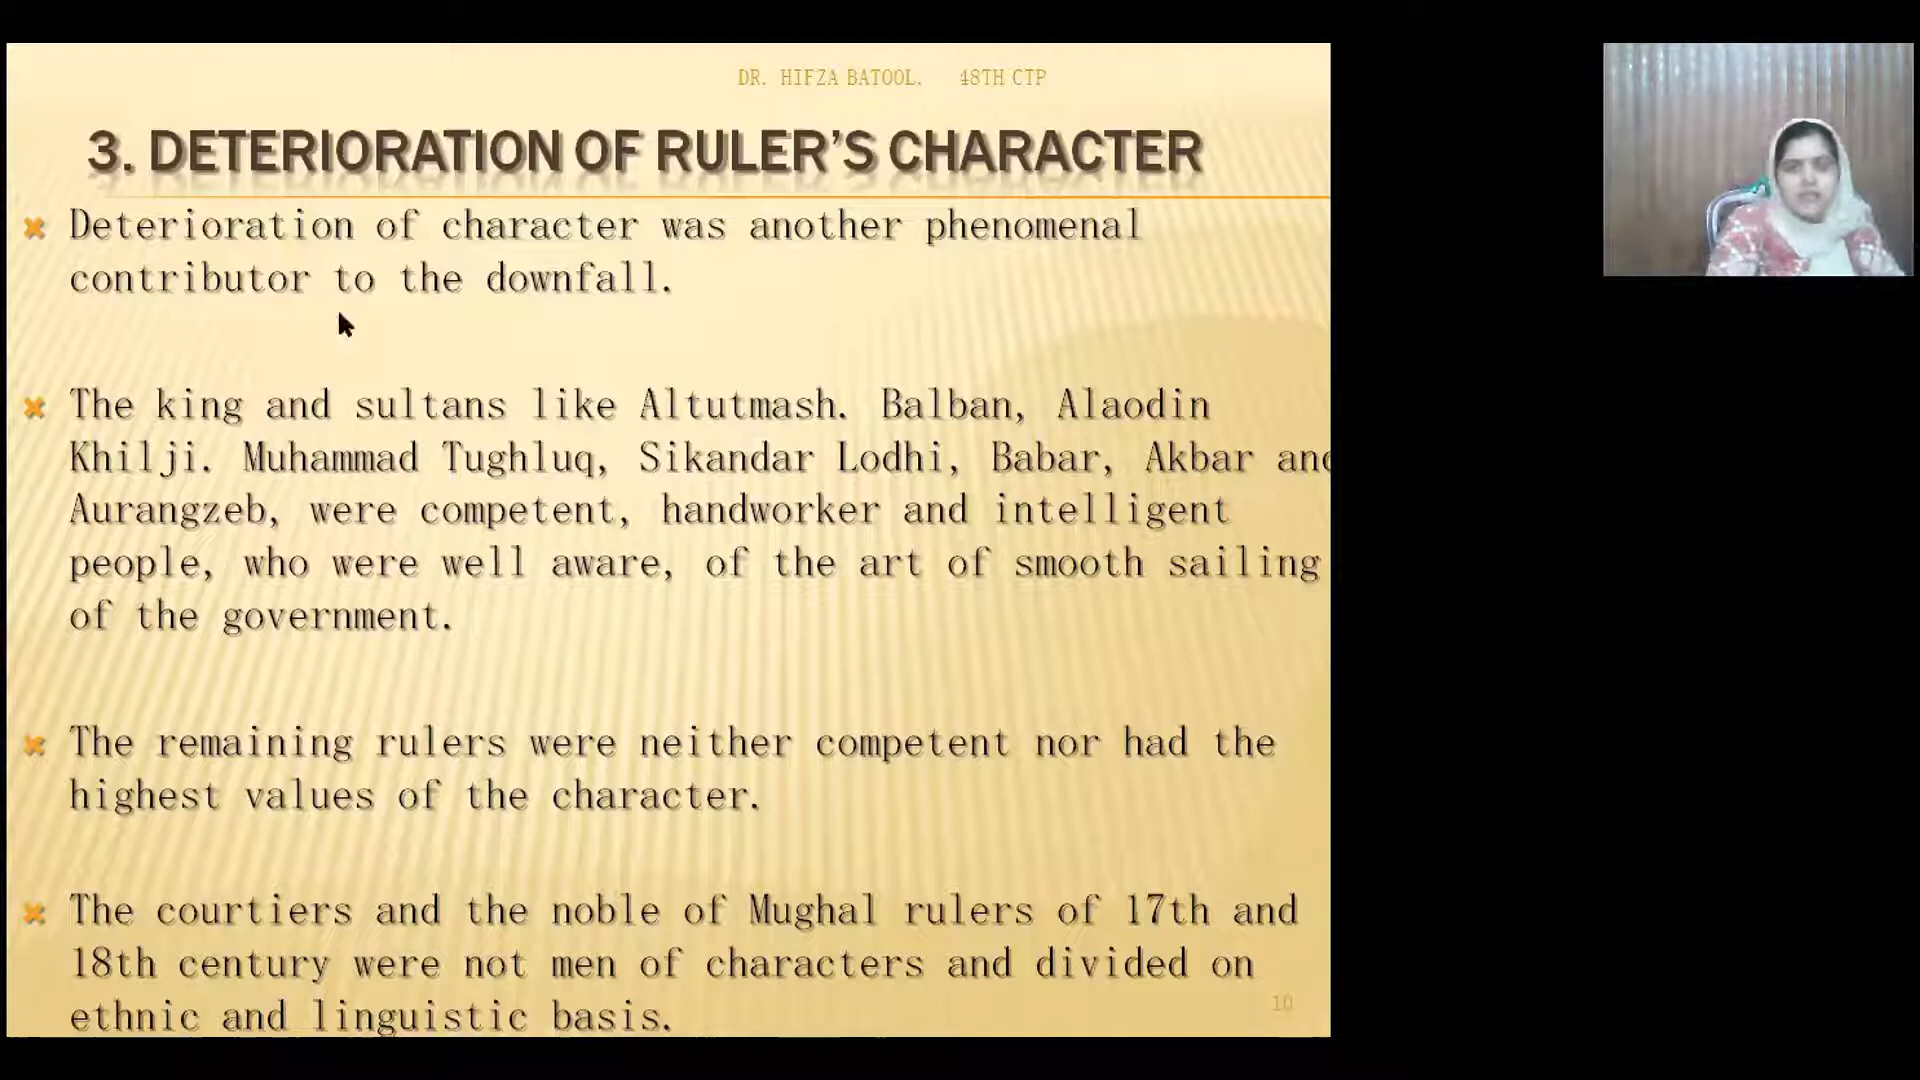 DR. HIFZA BATOOL. 48TH CTP
3. DETERIORATION OF RULER'S CHARACTER
Deterioration of character was another phenomenal
contributor to the downfall.
The king and sultans like Altutmash. Balban, Alaodin
Khilji. Muhammad Tughluq, Sikandar Lodhi, Babar, Akbar and
Aurangzeb, were competent, handworker and intelligent
people, who were well aware, of the art of smooth sailing
of the government.
The remaining rulers were neither competent nor had the
highest values of the character.
The courtiers and the noble of Mughal rulers of 17th and
18th century were not men of characters and divided on
ethnic and linguistic basis.
10